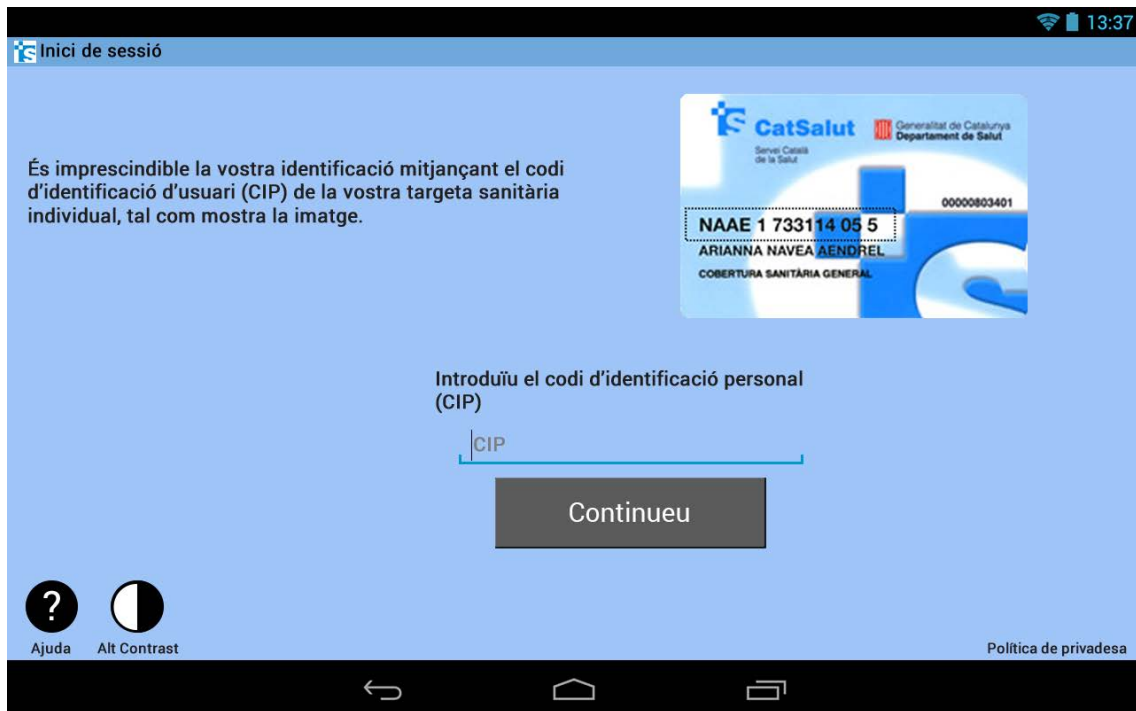 13:37
Inici de sessió
És imprescindible la vostra identificació mitjançant el codi
d'identificació d'usuari (CIP) de la vostra targeta sanitària
individual, tal com mostra la imatge.
CatSalut
Servei Català
de la Salut
Generalitat de Catalunya
Departament de Salut
00000803401
NAAE 1 733114 05 5
ARIANNA NAVEA AENDREL
COBERTURA SANITÀRIA GENERAL
Introduïu el codi d'identificació personal
(CIP)
CIP
Continueu
?
Ajuda
Alt Contrast
Política de privadesa